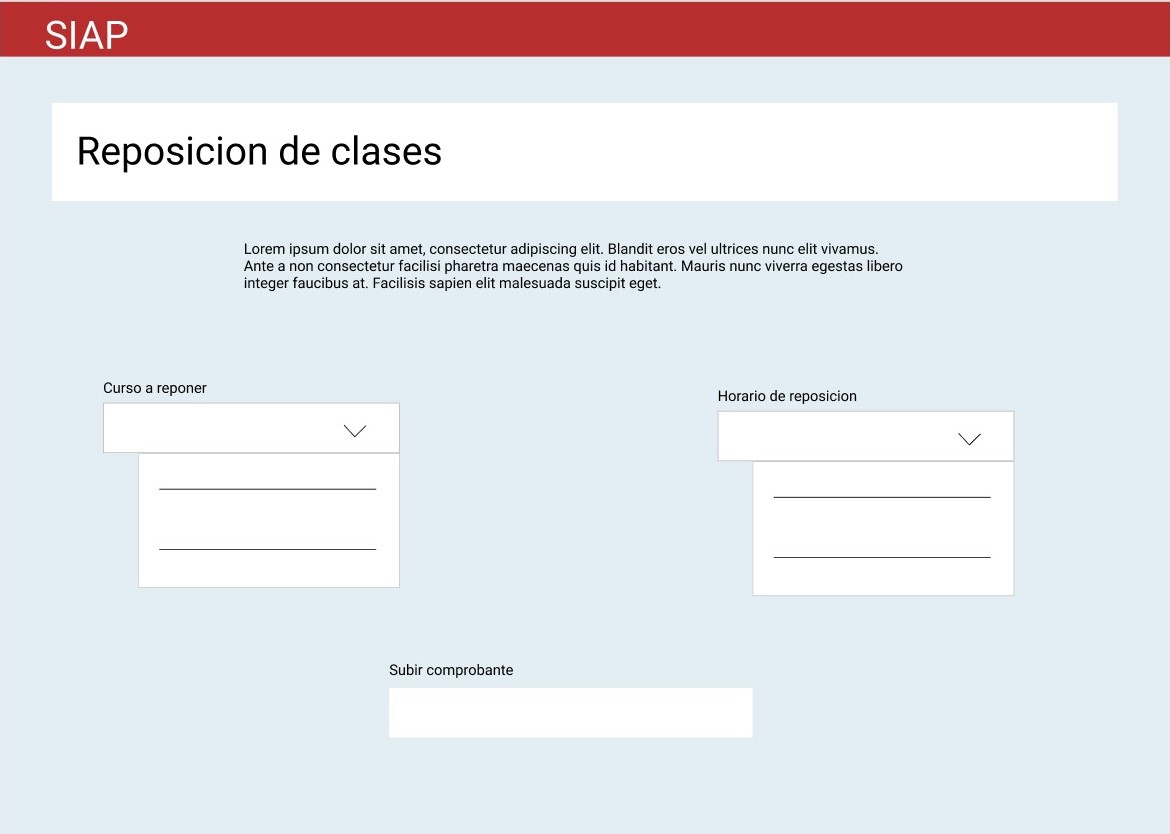 SIAP
Reposicion de clases
Lorem ipsum dolor sit amet, consectetur adipiscing elit. Blandit eros vel ultrices nunc elit vivamus.
Ante a non consectetur facilisi pharetra maecenas quis id habitant. Mauris nunc viverra egestas libero
integer faucibus at. Facilisis sapien elit malesuada suscipit eget.
Curso a reponer
Horario de reposicion
Subir comprobante